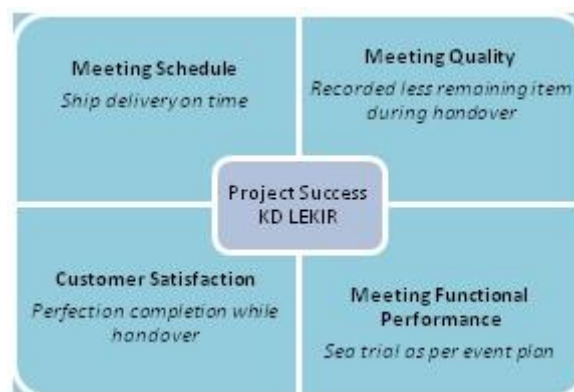 Meeting Schedule
Ship delivery on time
Meeting Quality
Recorded less remaining item
during handover
Project Success
KD LEKIR
Customer Satisfaction
Perfection completion while
handover
Meeting Functional
Performance
Sea trial as per event plan